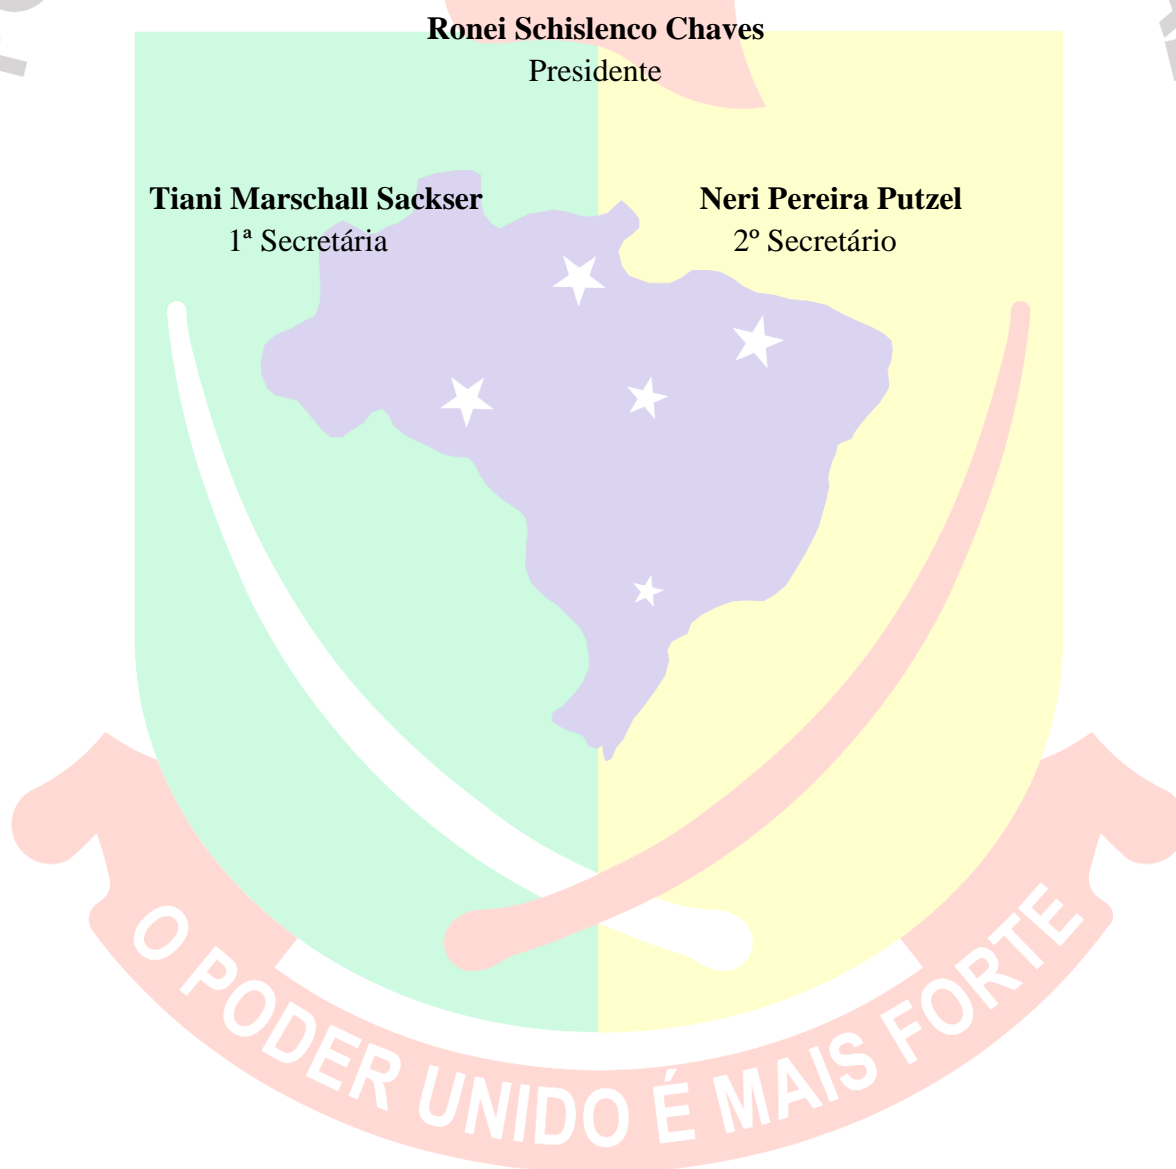 Ronei Schislenco Chaves
Presidente
Tiani Marschall Sackser
Neri Pereira Putzel
1ª Secretária
2º Secretário
O PODER UNIDO É MAIS FORTE